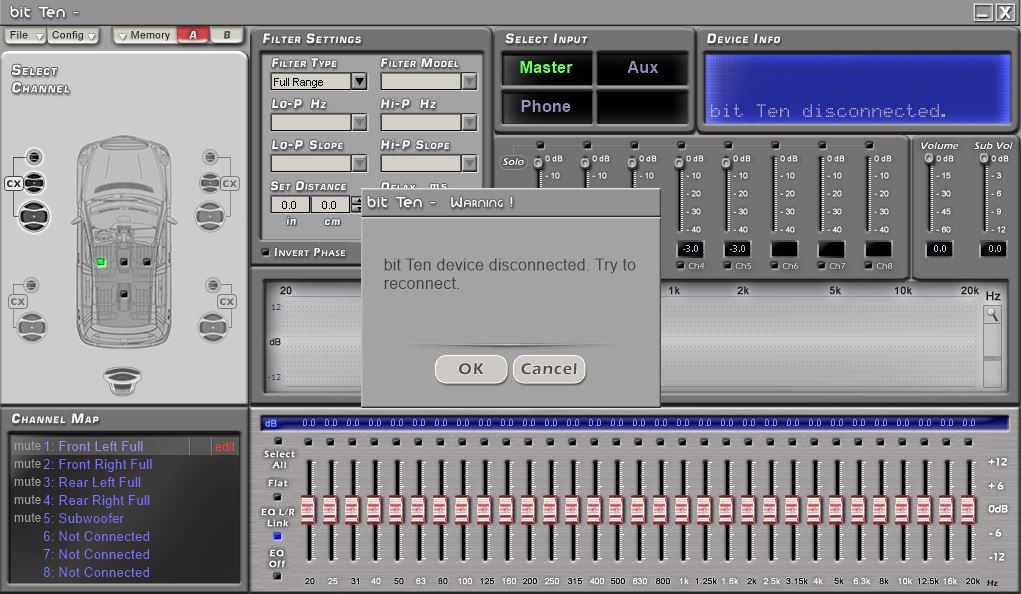 bit Ten -
File Config Memory A B
SELECT
CHANNEL
CX CX
CX CX
FILTER SETTINGS
FILTER TYPE FILTER MODEL
Full Range
LO-P HZ HI-P HZ
LO-P SLOPE HI-P SLOPE
SET DISTANCE DELAY ms
0.0 0.0
in cm
INVERT PHASE
SELECT INPUT
Master Aux
Phone
DEVICE INFO
bit Ten disconnected.
Solo 0 dB 0 dB 0 dB 0 dB 0 dB 0 dB 0 dB 0 dB
- 10 - 10 - 10 - 10 - 10 - 10 - 10 - 10
- 20 - 20 - 20 - 20 - 20
- 30 - 30 - 30 - 30 - 30
- 40 - 40 - 40 - 40 - 40
-3.0 -3.0
Ch4 Ch5 Ch6 Ch7 Ch8
Volume Sub Vol
0 dB 0 dB
- 15 - 3
- 30 - 6
- 45 - 9
- 60 - 12
0.0 0.0
bit Ten - WARNING !
bit Ten device disconnected. Try to
reconnect.
OK Cancel
20 1k 2k 5k 10k 20k Hz
12
dB
-12
CHANNEL MAP
mute 1: Front Left Full edit
mute 2: Front Right Full
mute 3: Rear Left Full
mute 4: Rear Right Full
mute 5: Subwoofer
6: Not Connected
7: Not Connected
8: Not Connected
dB 0.0 0.0 0.0 0.0 0.0 0.0 0.0 0.0 0.0 0.0 0.0 0.0 0.0 0.0 0.0 0.0 0.0 0.0 0.0 0.0 0.0 0.0 0.0 0.0 0.0 0.0 0.0 0.0 0.0 0.0 0.0
Select
All
Flat
EQ L/R
Link
EQ
Off
+12
+ 6
0dB
- 6
-12
20 25 31 40 50 63 80 100 125 160 200 250 315 400 500 630 800 1k 1.25k 1.6k 2k 2.5k 3.15k 4k 5k 6.3k 8k 10k 12.5k 16k 20k Hz